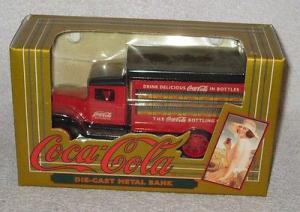 DRINK DELICIOUS Coca-Cola IN BOTTLES
THE COCA-COLA BOTTLING
Coca-Cola
Coca-Cola
DIE-CAST METAL BANK